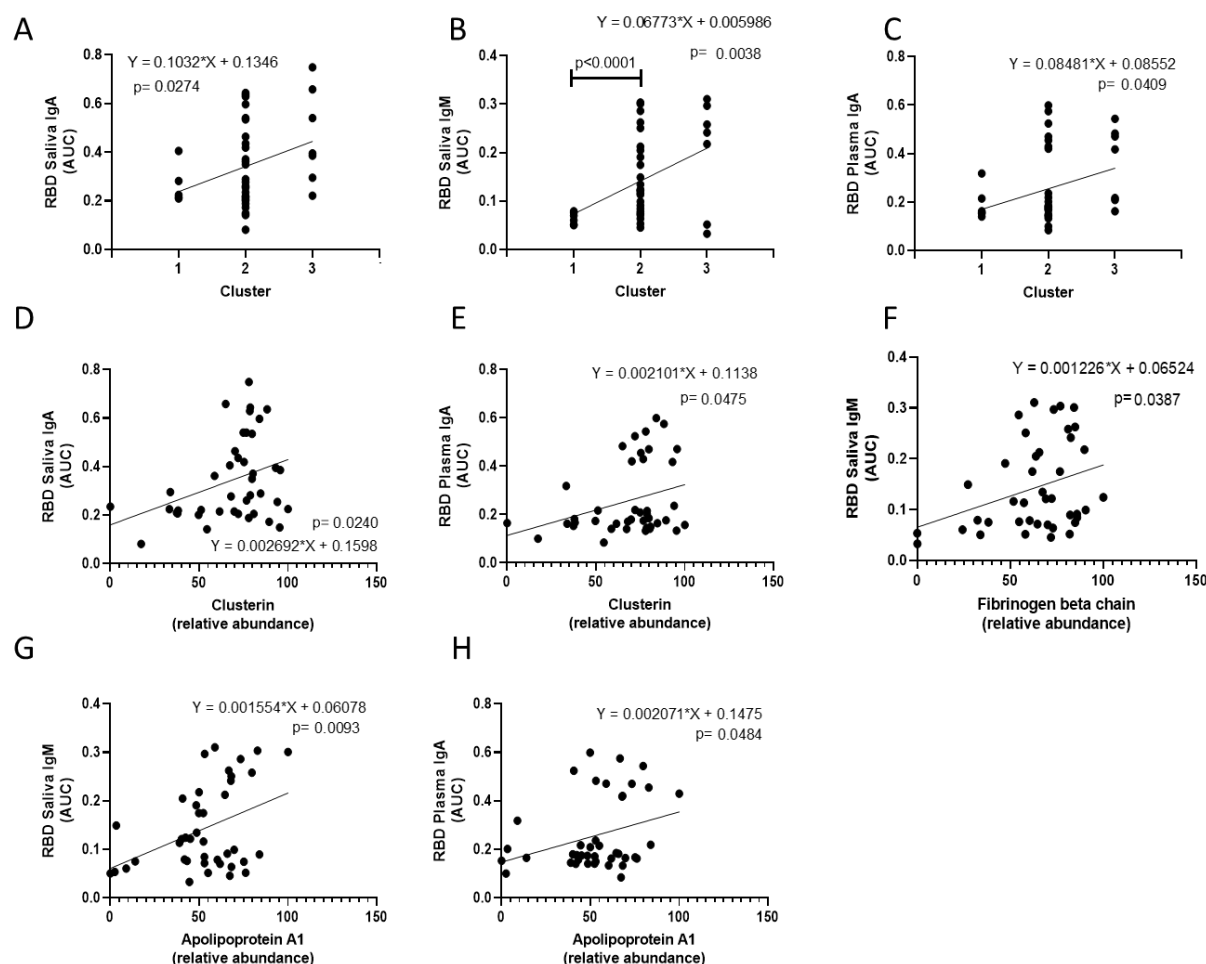 A
Y = 0.1032*X + 0.1346
p= 0.0274
RBD Saliva IgA
(AUC)
0.8
0.6
0.4
0.2
0.0
1 2 3
Cluster
B
Y = 0.06773*X + 0.005986
p= 0.0038
p<0.0001
RBD Saliva IgM
(AUC)
0.4
0.3
0.2
0.1
0.0
1 2 3
Cluster
C
Y = 0.08481*X + 0.08552
p= 0.0409
RBD Plasma IgA
(AUC)
0.8
0.6
0.4
0.2
0.0
1 2 3
Cluster
D
RBD Saliva IgA
(AUC)
0.8
0.6
0.4
0.2
0.0
p= 0.0240
Y = 0.002692*X + 0.1598
0 50 100 150
Clusterin
(relative abundance)
E
Y = 0.002101*X + 0.1138
p= 0.0475
RBD Plasma IgA
(AUC)
0.8
0.6
0.4
0.2
0.0
0 50 100 150
Clusterin
(relative abundance)
F
Y = 0.001226*X + 0.06524
p= 0.0387
RBD Saliva IgM
(AUC)
0.4
0.3
0.2
0.1
0.0
0 50 100 150
Fibrinogen beta chain
(relative abundance)
G
Y = 0.001554*X + 0.06078
p= 0.0093
RBD Saliva IgM
(AUC)
0.4
0.3
0.2
0.1
0.0
0 50 100 150
Apolipoprotein A1
(relative abundance)
H
Y = 0.002071*X + 0.1475
p= 0.0484
RBD Plasma IgA
(AUC)
0.8
0.6
0.4
0.2
0.0
0 50 100 150
Apolipoprotein A1
(relative abundance)